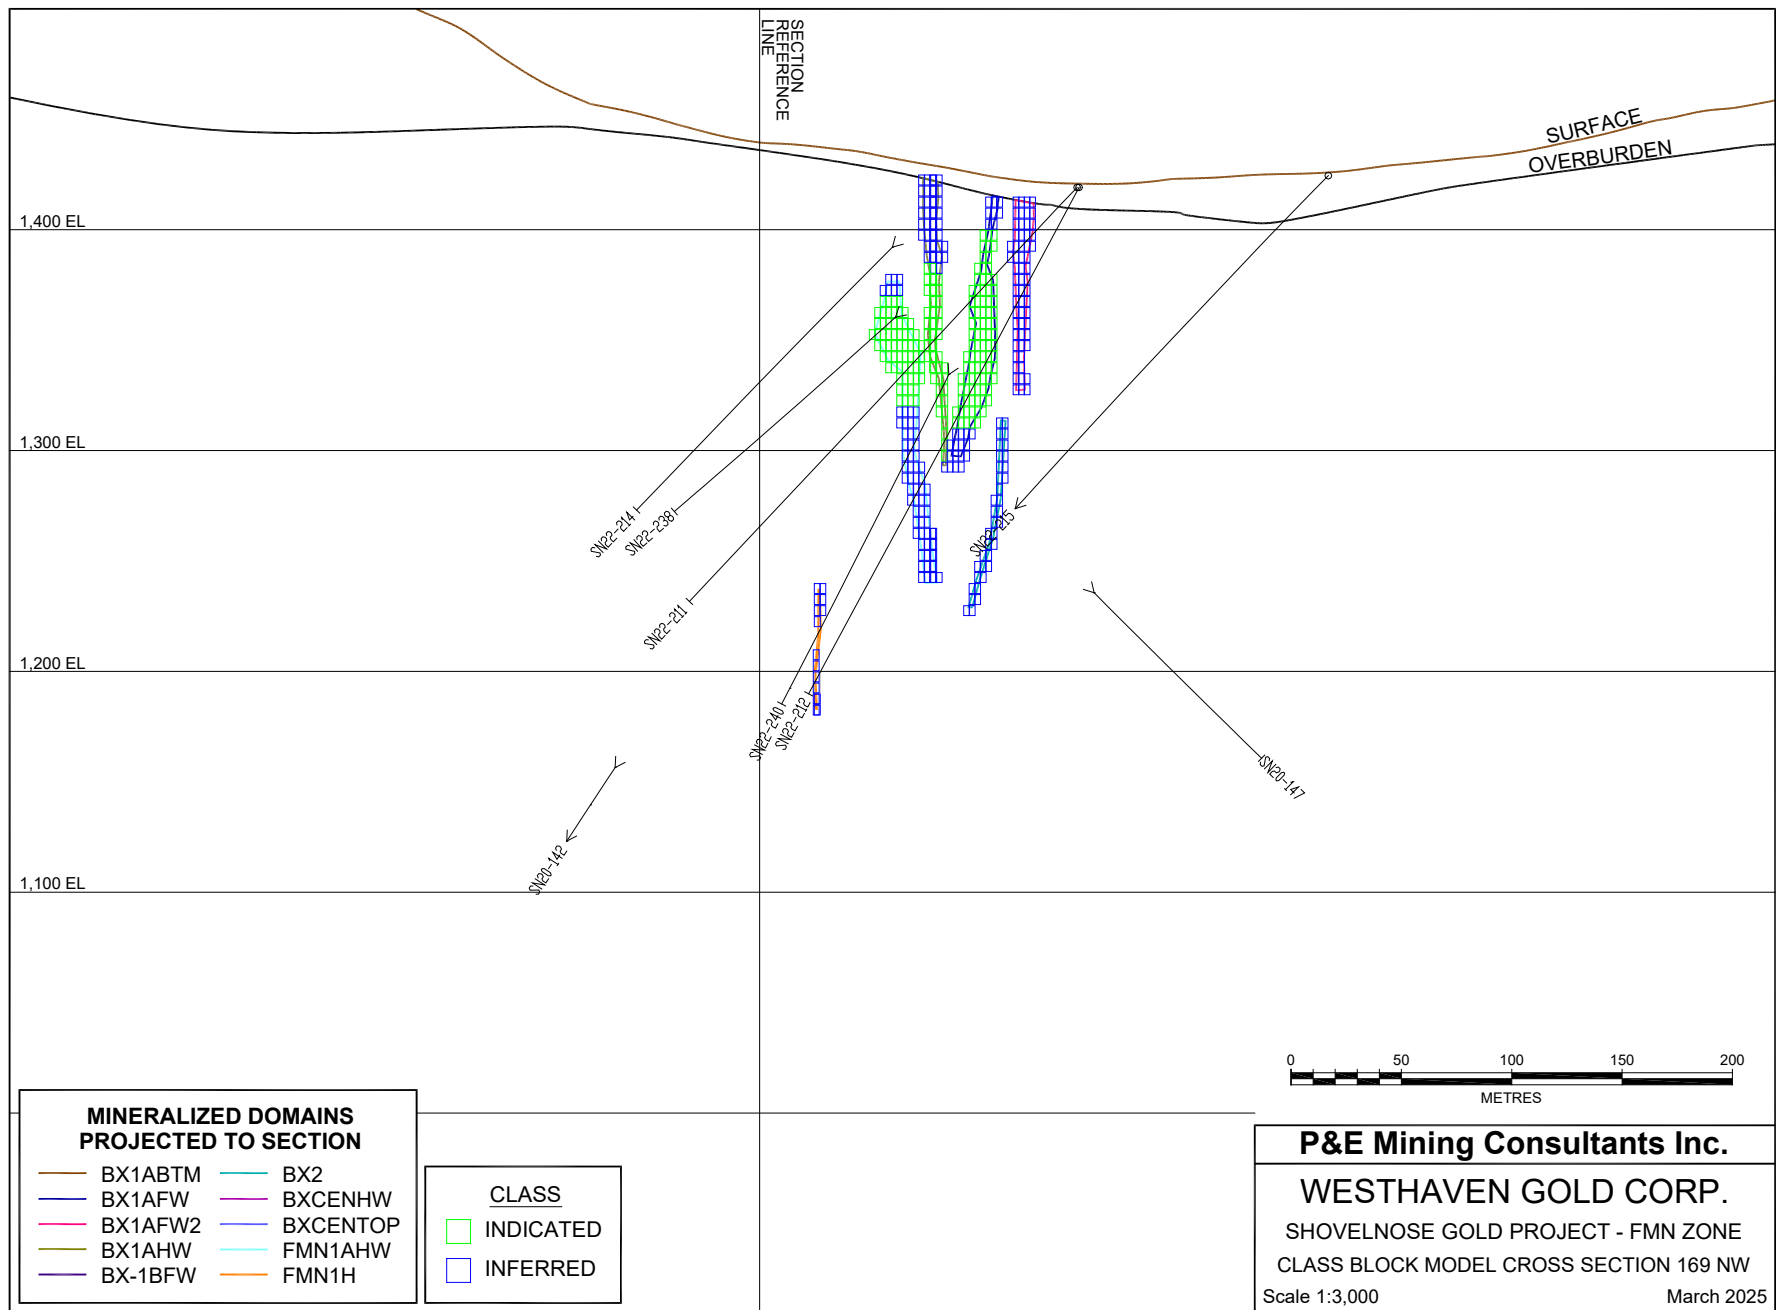 SECTION
REFERENCE
LINE
SURFACE
OVERBURDEN
1,400 EL
1,300 EL
1,200 EL
1,100 EL
SN22-214
SN22-238
SN22-211
SN22-215
SN22-240
SN22-212
SN20-147
SN20-142
0 50 100 150 200
METRES
MINERALIZED DOMAINS
PROJECTED TO SECTION
BX1ABTM BX2
BX1AFW BXCENHW
BX1AFW2 BXCENTOP
BX1AHW FMN1AHW
BX-1BFW FMN1H
CLASS
INDICATED
INFERRED
P&E Mining Consultants Inc.
WESTHAVEN GOLD CORP.
SHOVELNOSE GOLD PROJECT - FMN ZONE
CLASS BLOCK MODEL CROSS SECTION 169 NW
Scale 1:3,000 March 2025